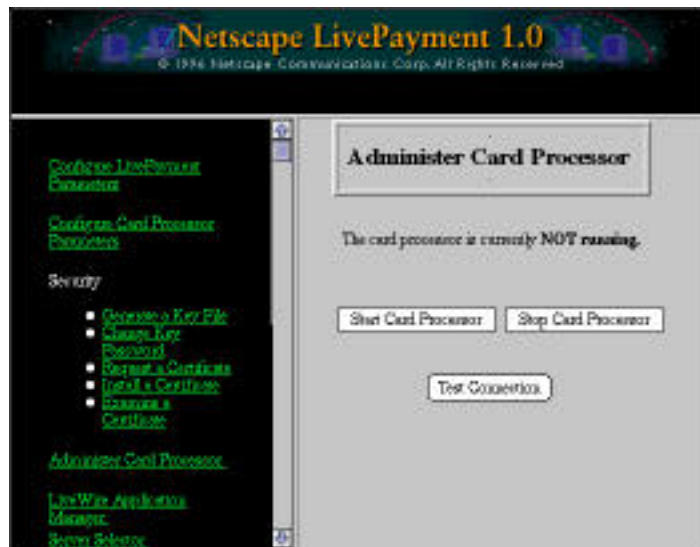 Netscape LivePayment 1.0
© 1996 Netscape Communications Corp. All Rights Reserved
Configure LivePayment
Parameters
Configure Card Processor
Parameters
Security
Generate a Key File
Change Key
Password
Request a Certificate
Install a Certificate
Examine a
Certificate
Administer Card Processor
LiveWire Application
Manager
Server Selector
Administer Card Processor
The card processor is currently NOT running.
Start Card Processor
Stop Card Processor
Test Connection